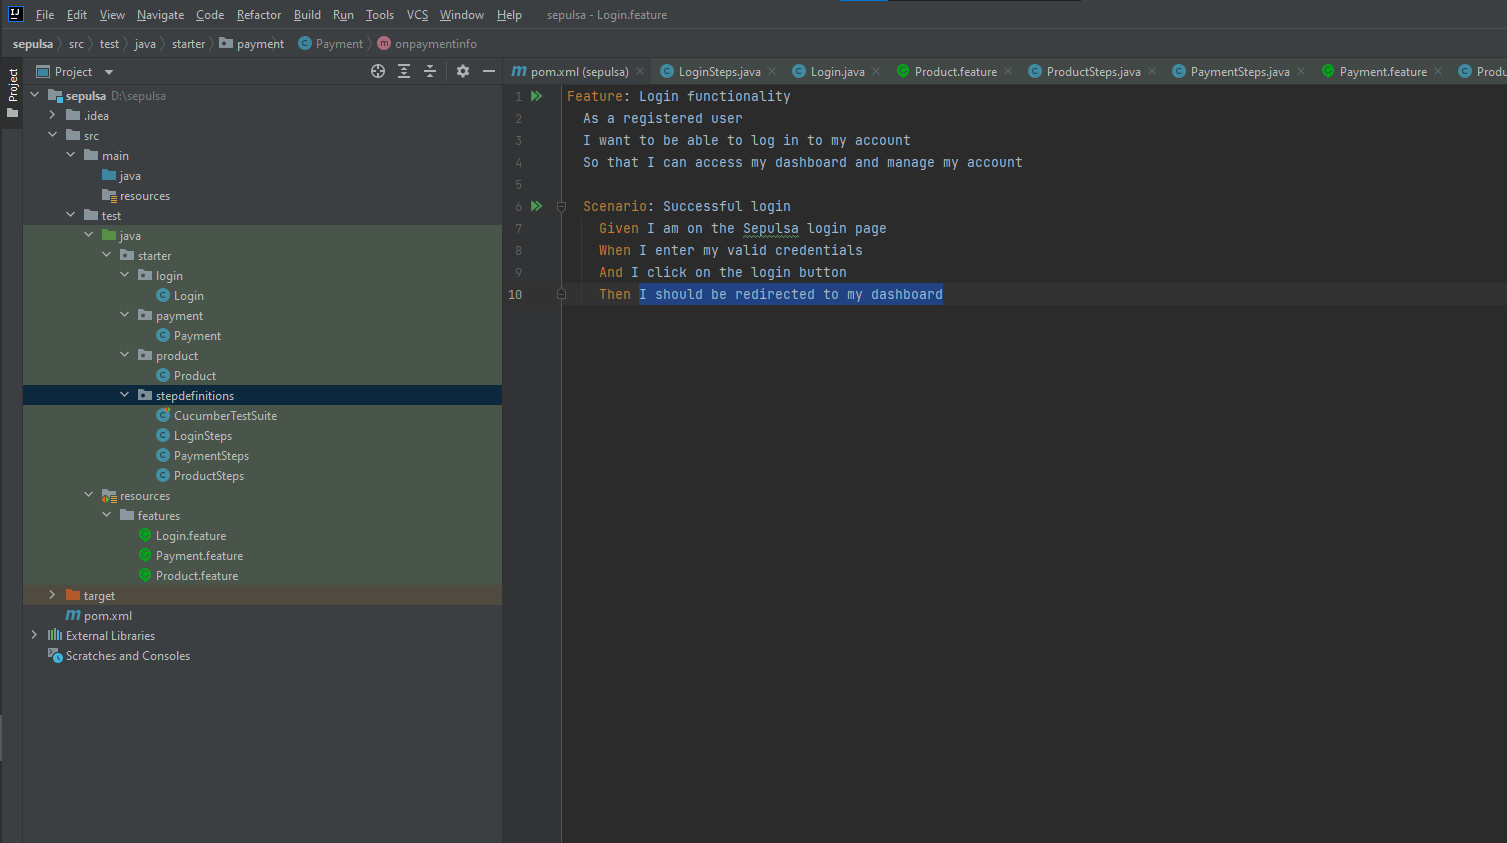 IJ File Edit View Navigate Code Refactor Build Run Tools VCS Window Help sepulsa - Login.feature
sepulsa src test java starter payment C Payment m onpaymentinfo
Project
Project
m pom.xml (sepulsa) C LoginSteps.java C Login.java Product.feature C ProductSteps.java C PaymentSteps.java Payment.feature C Produ
sepulsa D:\sepulsa
.idea
src
main
java
resources
test
java
starter
login
C Login
payment
C Payment
product
C Product
stepdefinitions
C CucumberTestSuite
C LoginSteps
C PaymentSteps
C ProductSteps
resources
features
Login.feature
Payment.feature
Product.feature
target
m pom.xml
External Libraries
Scratches and Consoles
1 Feature: Login functionality
2 As a registered user
3 I want to be able to log in to my account
4 So that I can access my dashboard and manage my account
5
6 Scenario: Successful login
7 Given I am on the Sepulsa login page
8 When I enter my valid credentials
9 And I click on the login button
10 Then I should be redirected to my dashboard